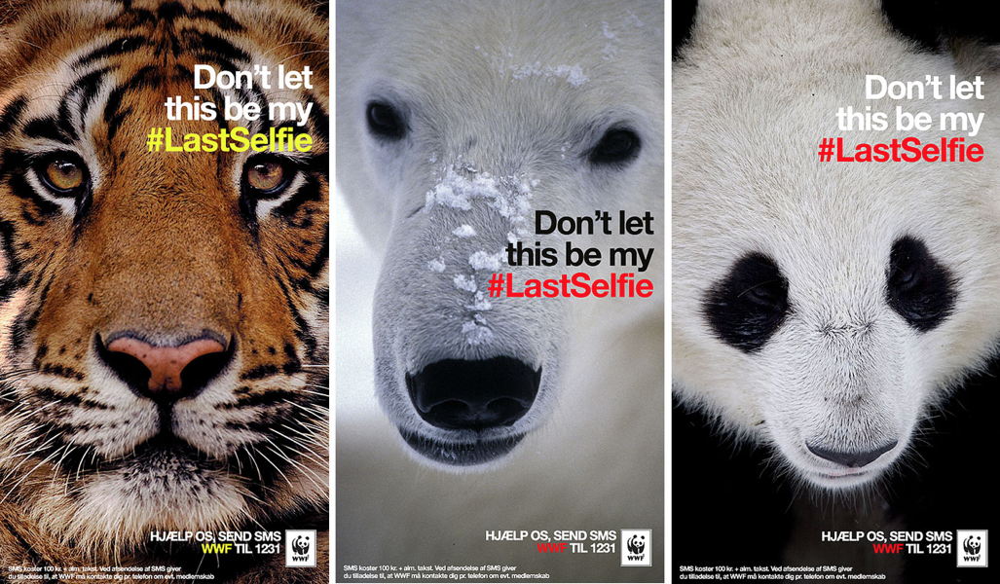 Don't let
this be my
#LastSelfie
HJÆLP OS, SEND SMS
WWF TIL 1231
WWF
SMS koster 100 kr. + alm. takst. Ved afsendelse af SMS giver
du tilladelse til, at WWF må kontakte dig pr. telefon om evt. medlemskab
Don't let
this be my
#LastSelfie
HJÆLP OS, SEND SMS
WWF TIL 1231
WWF
SMS koster 100 kr. + alm. takst. Ved afsendelse af SMS giver
du tilladelse til, at WWF må kontakte dig pr. telefon om evt. medlemskab
Don't let
this be my
#LastSelfie
HJÆLP OS, SEND SMS
WWF TIL 1231
WWF
SMS koster 100 kr. + alm. takst. Ved afsendelse af SMS giver
du tilladelse til, at WWF må kontakte dig pr. telefon om evt. medlemskab